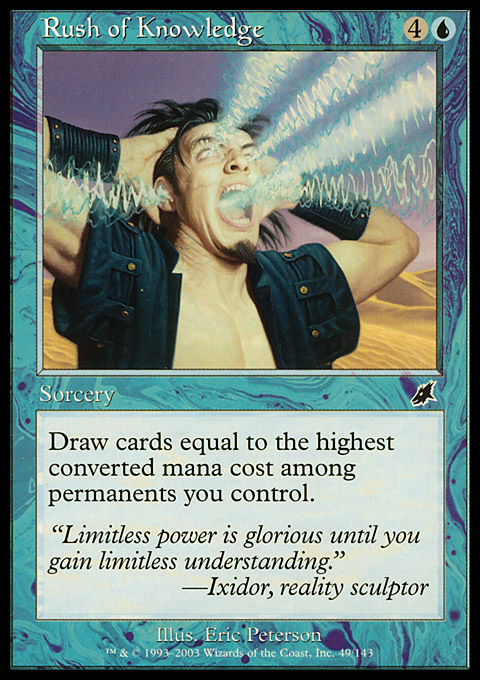 Rush of Knowledge 4
Sorcery
Draw cards equal to the highest
converted mana cost among
permanents you control.
“Limitless power is glorious until you
gain limitless understanding.”
—Ixidor, reality sculptor
Illus. Eric Peterson
™ & © 1993-2003 Wizards of the Coast, Inc. 49/143